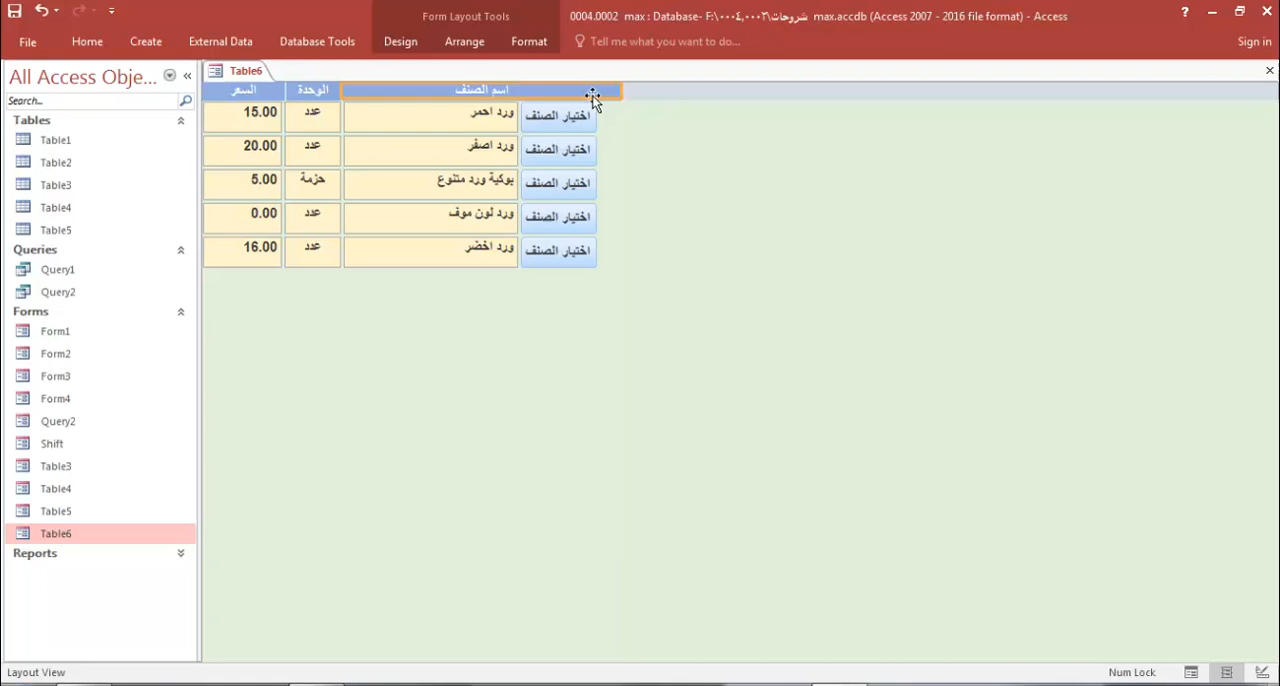 Form Layout Tools
0004.0002 max : Database- F:\شروحات\٠٠٠٤,٠٠٠٢ max.accdb (Access 2007 - 2016 file format) - Access
File Home Create External Data Database Tools Design Arrange Format Tell me what you want to do... Sign in
All Access Obje...
Search...
Tables
Table1
Table2
Table3
Table4
Table5
Queries
Query1
Query2
Forms
Form1
Form2
Form3
Form4
Query2
Shift
Table3
Table4
Table5
Table6
Reports
Table6
اسم الصنف الوحدة السعر
اختيار الصنف ورد احمر عدد 15.00
اختيار الصنف ورد اصفر عدد 20.00
اختيار الصنف بوكية ورد متنوع حزمة 5.00
اختيار الصنف ورد لون موف عدد 0.00
اختيار الصنف ورد اخضر عدد 16.00
Layout View Num Lock